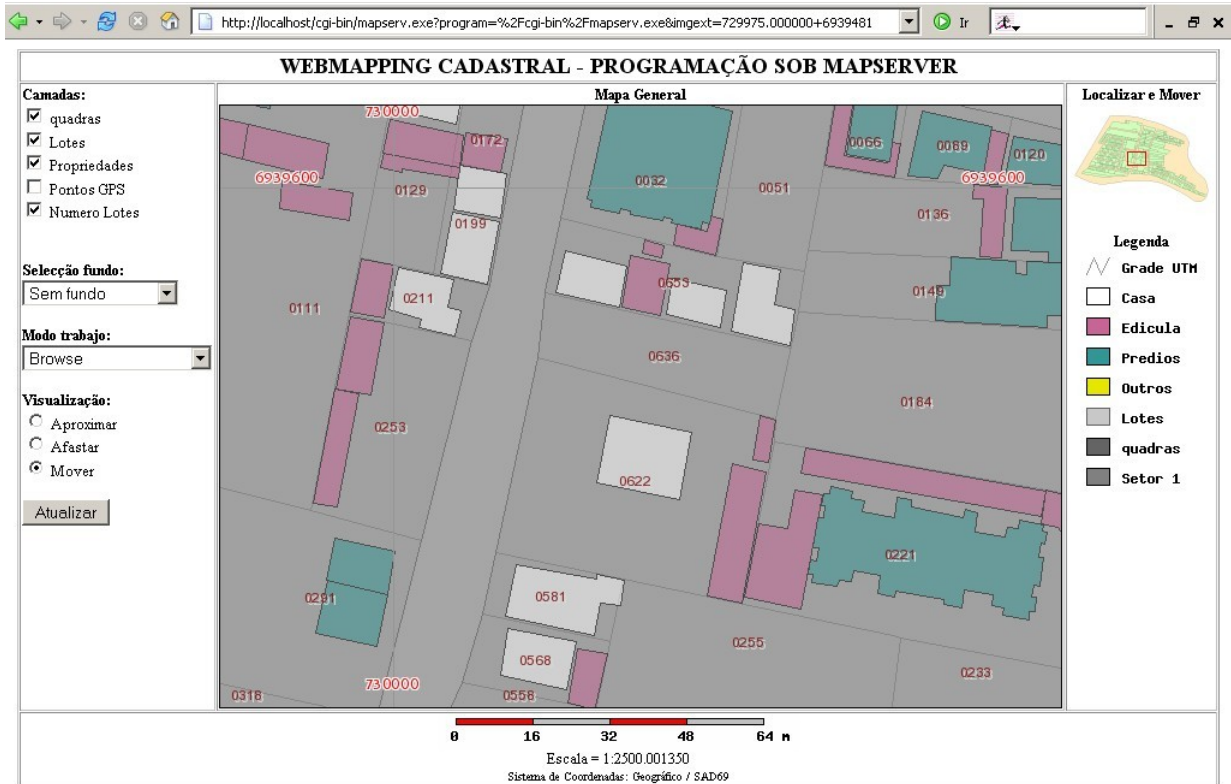 http://localhost/cgi-bin/mapserv.exe?program=%2Fcgi-bin%2Fmapserv.exe&imgext=729975.000000+6939481
Ir
WEBMAPPING CADASTRAL - PROGRAMAÇÃO SOB MAPSERVER
Camadas:
quadras
Lotes
Propriedades
Pontos GPS
Numero Lotes
Selecção fundo:
Sem fundo
Modo trabajo:
Browse
Visualização:
Aproximar
Afastar
Mover
Atualizar
Mapa General
730000
0172
0066
0089
0120
6939600
0129
0032
0051
6939600
0199
0136
0111
0211
0653
0149
0636
0184
0253
0622
0221
0291
0581
0255
0568
0233
0318
730000
0556
Localizar e Mover
Legenda
Grade UTM
Casa
Edicula
Predios
Outros
Lotes
quadras
Setor 1
0 16 32 48 64 m
Escala = 1:2500.001350
Sistema de Coordenadas: Geográfico / SAD69